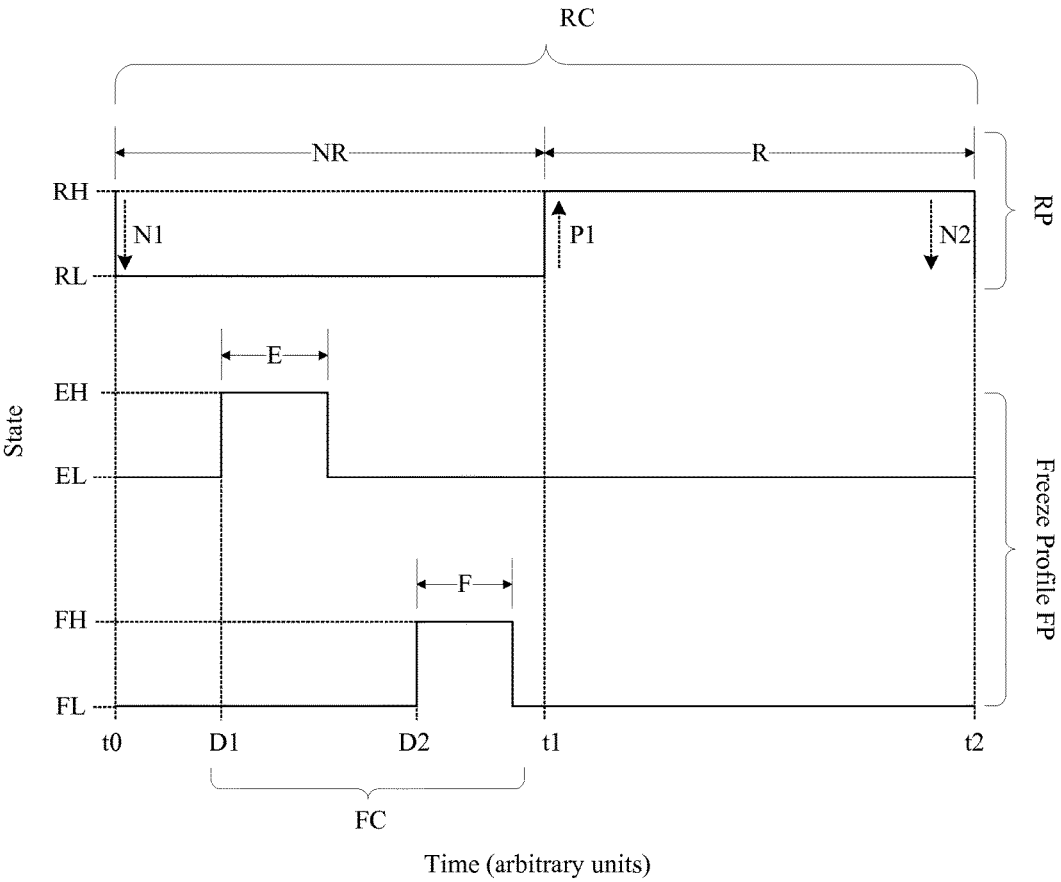 RC
NR
R
RH
RL
N1
P1
N2
RP
E
EH
EL
State
F
FH
FL
Freeze Profile FP
t0
D1
D2
t1
t2
FC
Time (arbitrary units)